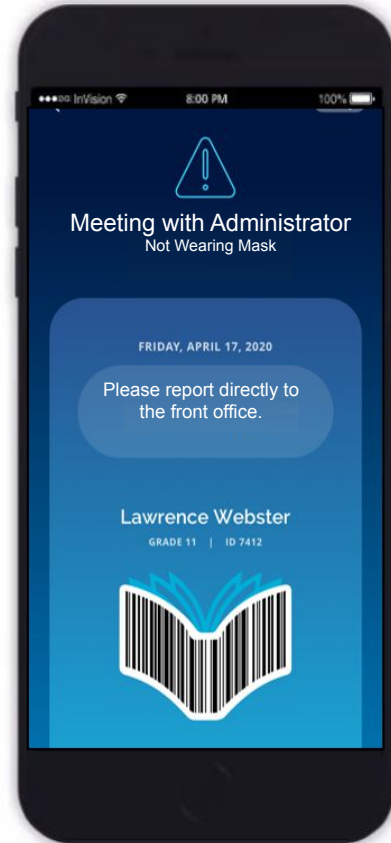 InVision 8:00 PM 100%
Meeting with Administrator
Not Wearing Mask
FRIDAY, APRIL 17, 2020
Please report directly to
the front office.
Lawrence Webster
GRADE 11 | ID 7412